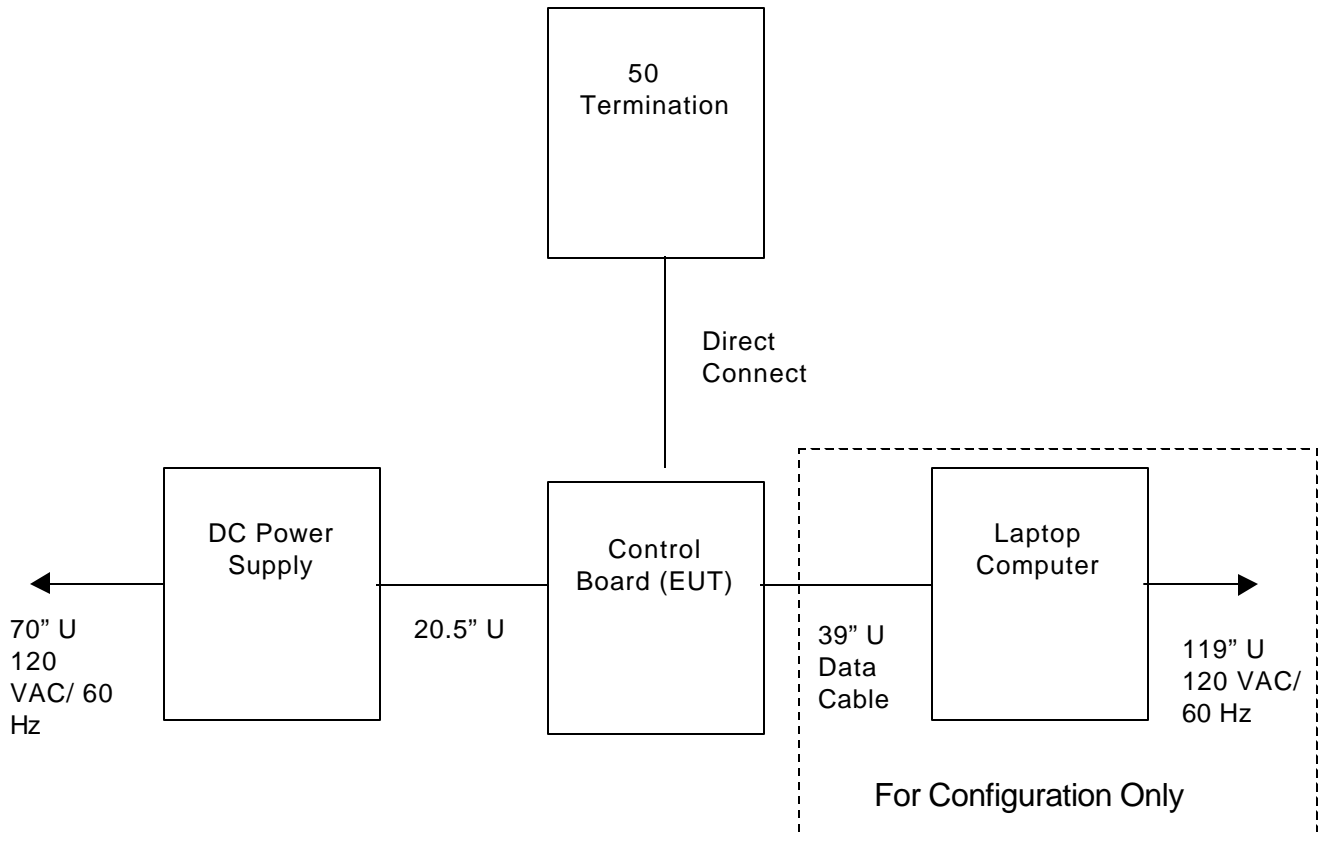 50
Termination
Direct
Connect
DC Power
Supply
Control
Board (EUT)
Laptop
Computer
70” U
120
VAC/ 60
Hz
20.5” U
39” U
Data
Cable
119” U
120 VAC/
60 Hz
For Configuration Only